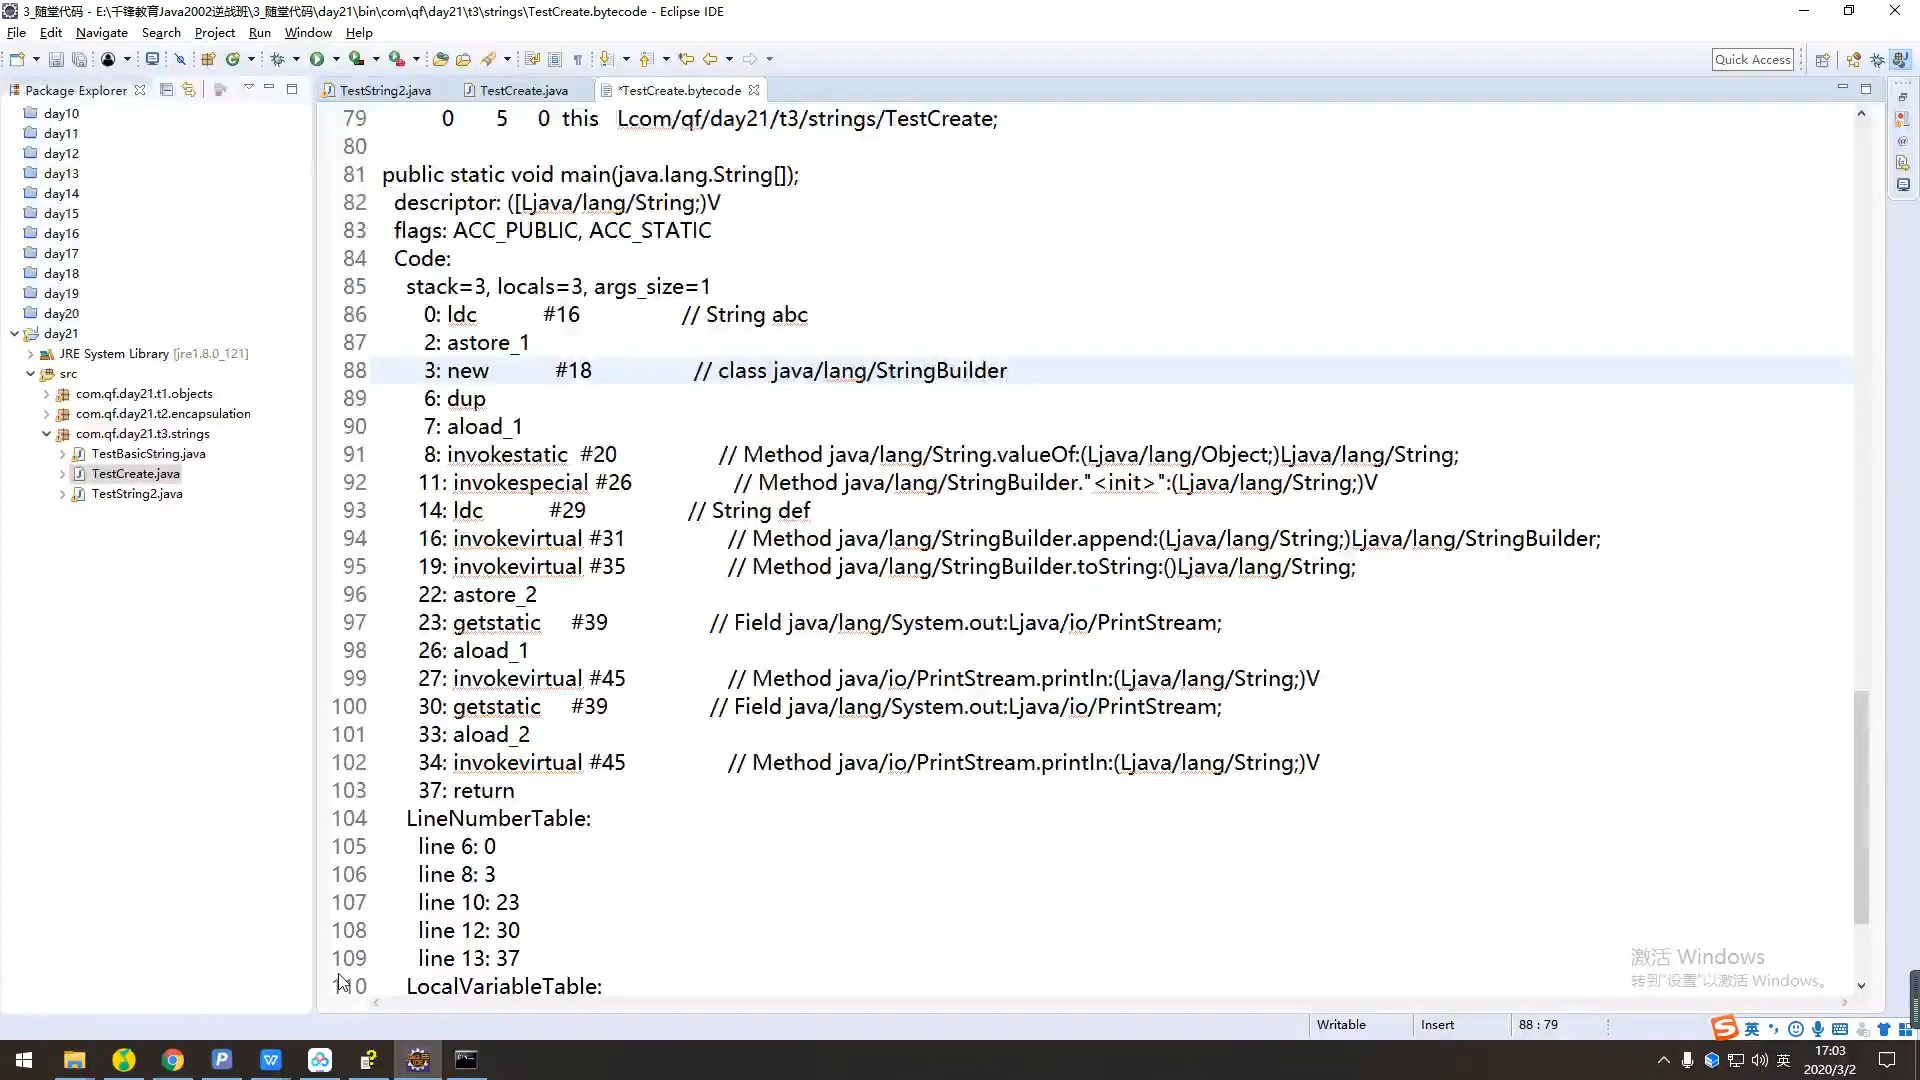 3_随堂代码 - E:\千锋教育Java2002逆战班\3_随堂代码\day21\bin\com\qf\day21\t3\strings\TestCreate.bytecode - Eclipse IDE
File Edit Navigate Search Project Run Window Help
Quick Access
Package Explorer
day10
day11
day12
day13
day14
day15
day16
day17
day18
day19
day20
day21
JRE System Library [jre1.8.0_121]
src
com.qf.day21.t1.objects
com.qf.day21.t2.encapsulation
com.qf.day21.t3.strings
TestBasicString.java
TestCreate.java
TestString2.java
TestString2.java TestCreate.java *TestCreate.bytecode
79 0 5 0 this Lcom/qf/day21/t3/strings/TestCreate;
80
81 public static void main(java.lang.String[]);
82 descriptor: ([Ljava/lang/String;)V
83 flags: ACC_PUBLIC, ACC_STATIC
84 Code:
85 stack=3, locals=3, args_size=1
86 0: ldc #16 // String abc
87 2: astore_1
88 3: new #18 // class java/lang/StringBuilder
89 6: dup
90 7: aload_1
91 8: invokestatic #20 // Method java/lang/String.valueOf:(Ljava/lang/Object;)Ljava/lang/String;
92 11: invokespecial #26 // Method java/lang/StringBuilder."<init>":(Ljava/lang/String;)V
93 14: ldc #29 // String def
94 16: invokevirtual #31 // Method java/lang/StringBuilder.append:(Ljava/lang/String;)Ljava/lang/StringBuilder;
95 19: invokevirtual #35 // Method java/lang/StringBuilder.toString:()Ljava/lang/String;
96 22: astore_2
97 23: getstatic #39 // Field java/lang/System.out:Ljava/io/PrintStream;
98 26: aload_1
99 27: invokevirtual #45 // Method java/io/PrintStream.println:(Ljava/lang/String;)V
100 30: getstatic #39 // Field java/lang/System.out:Ljava/io/PrintStream;
101 33: aload_2
102 34: invokevirtual #45 // Method java/io/PrintStream.println:(Ljava/lang/String;)V
103 37: return
104 LineNumberTable:
105 line 6: 0
106 line 8: 3
107 line 10: 23
108 line 12: 30
109 line 13: 37
110 LocalVariableTable:
激活 Windows
转到"设置"以激活 Windows。
Writable Insert 88 : 79
英
英
17:03
2020/3/2